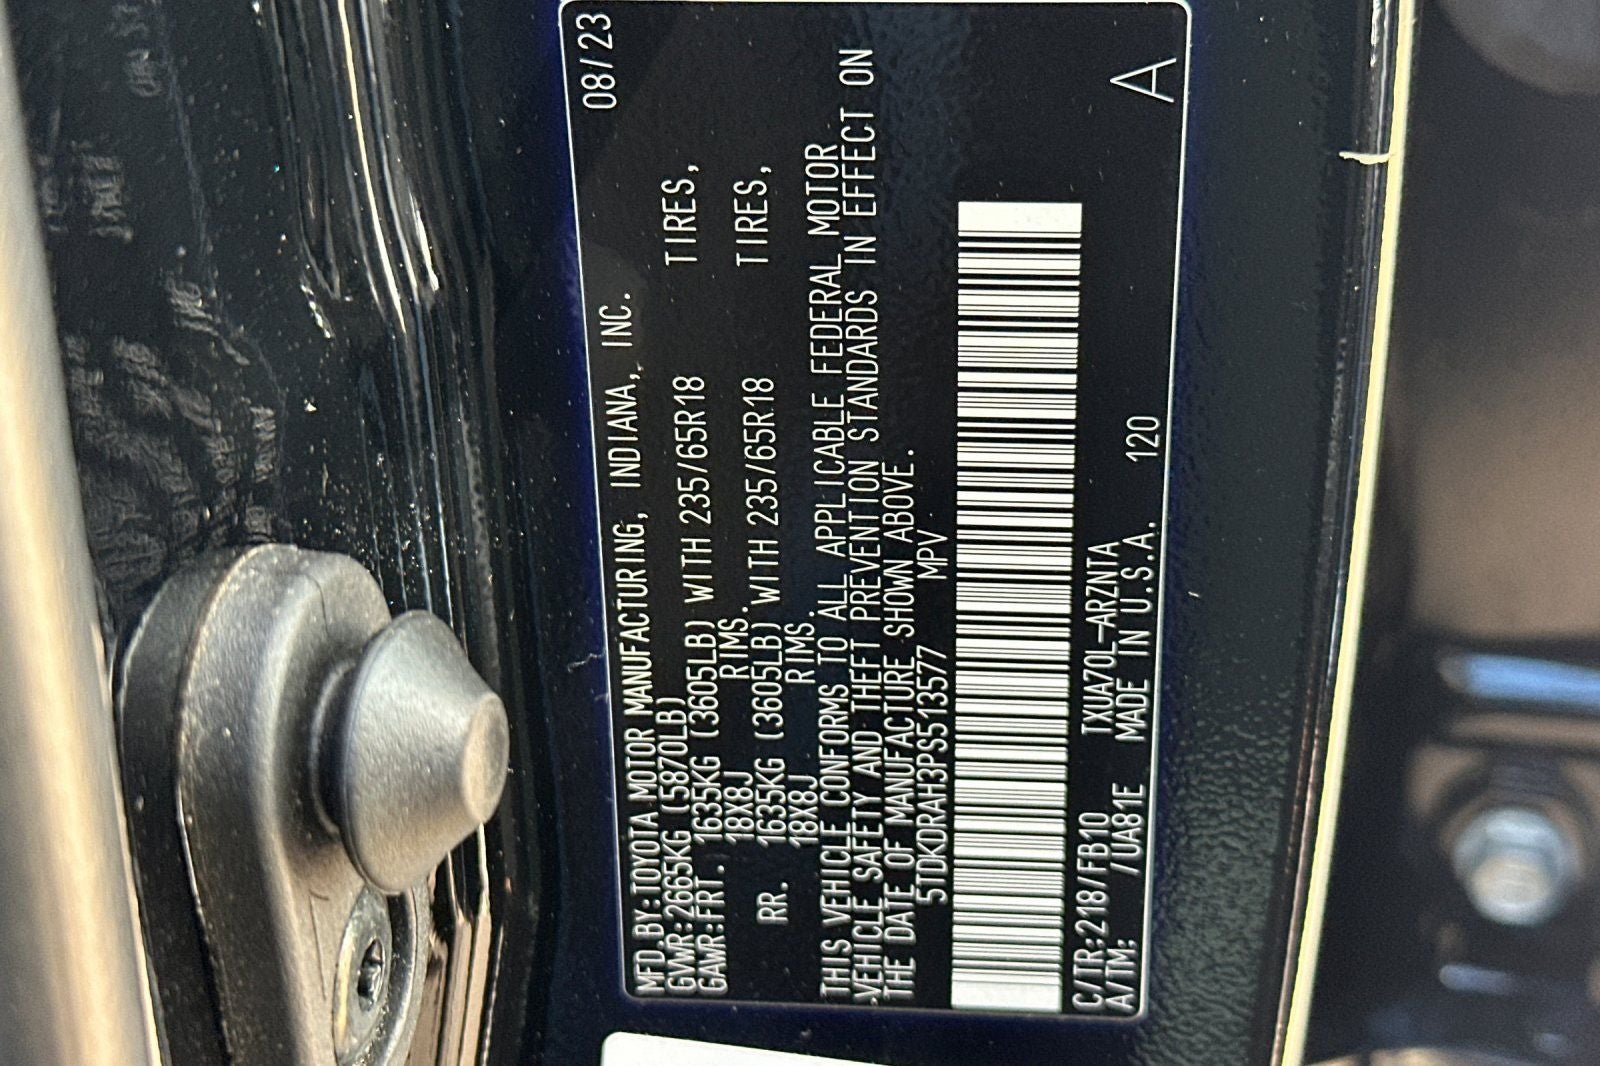 MFD.BY:TOYOTA MOTOR MANUFACTURING, INDIANA, INC. 08/23
GVWR:2665KG (5870LB)
GAWR:FRT. 1635KG (3605LB) WITH 235/65R18 TIRES,
18X8J RIMS.
RR. 1635KG (3605LB) WITH 235/65R18 TIRES,
18X8J RIMS.
THIS VEHICLE CONFORMS TO ALL APPLICABLE FEDERAL MOTOR
VEHICLE SAFETY AND THEFT PREVENTION STANDARDS IN EFFECT ON
THE DATE OF MANUFACTURE SHOWN ABOVE.
5TDKDRAH3PS513577 MPV
C/TR:218/FB10 TXUA70L-ARZNTA
A/TM: /UA81E MADE IN U.S.A. 120 A